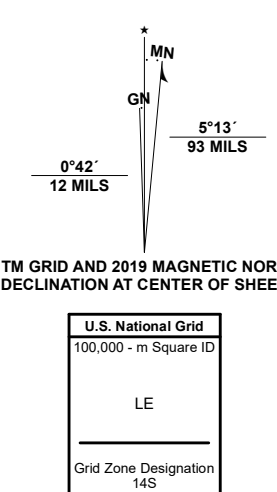 ★
MN
GN
5°13´
93 MILS
0°42´
12 MILS
TM GRID AND 2019 MAGNETIC NOR
DECLINATION AT CENTER OF SHEE
U.S. National Grid
100,000 - m Square ID
LE
Grid Zone Designation
14S